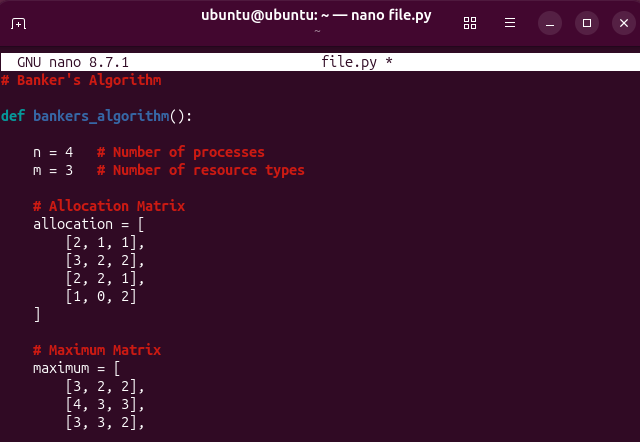 ubuntu@ubuntu: ~ — nano file.py
~
GNU nano 8.7.1 file.py *
# Banker's Algorithm
def bankers_algorithm():
n = 4 # Number of processes
m = 3 # Number of resource types
# Allocation Matrix
allocation = [
[2, 1, 1],
[3, 2, 2],
[2, 2, 1],
[1, 0, 2]
]
# Maximum Matrix
maximum = [
[3, 2, 2],
[4, 3, 3],
[3, 3, 2],